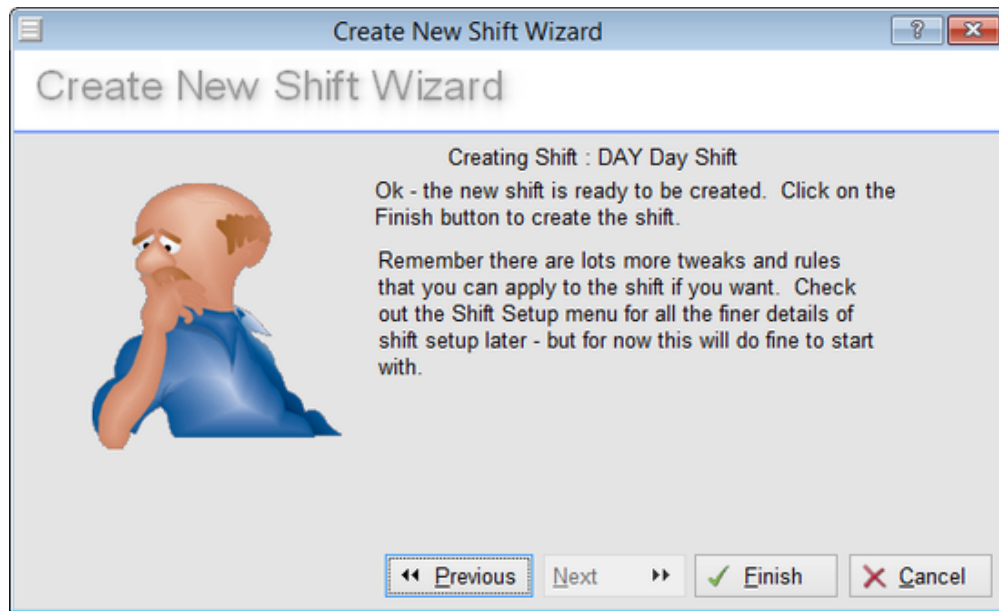 Create New Shift Wizard
?
Create New Shift Wizard
Creating Shift : DAY Day Shift
Ok - the new shift is ready to be created.  Click on the
Finish button to create the shift.
Remember there are lots more tweaks and rules
that you can apply to the shift if you want.  Check
out the Shift Setup menu for all the finer details of
shift setup later - but for now this will do fine to start
with.
Previous
Next
Finish
Cancel